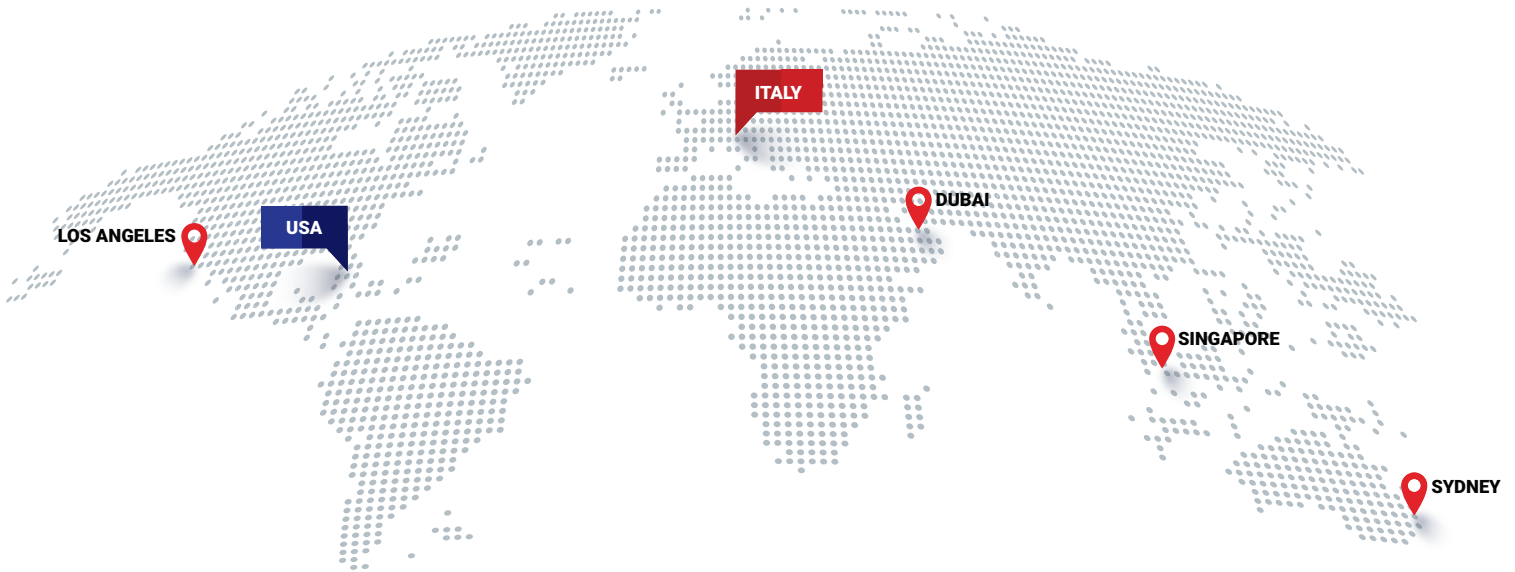 ITALY
DUBAI
USA
LOS ANGELES
SINGAPORE
SYDNEY